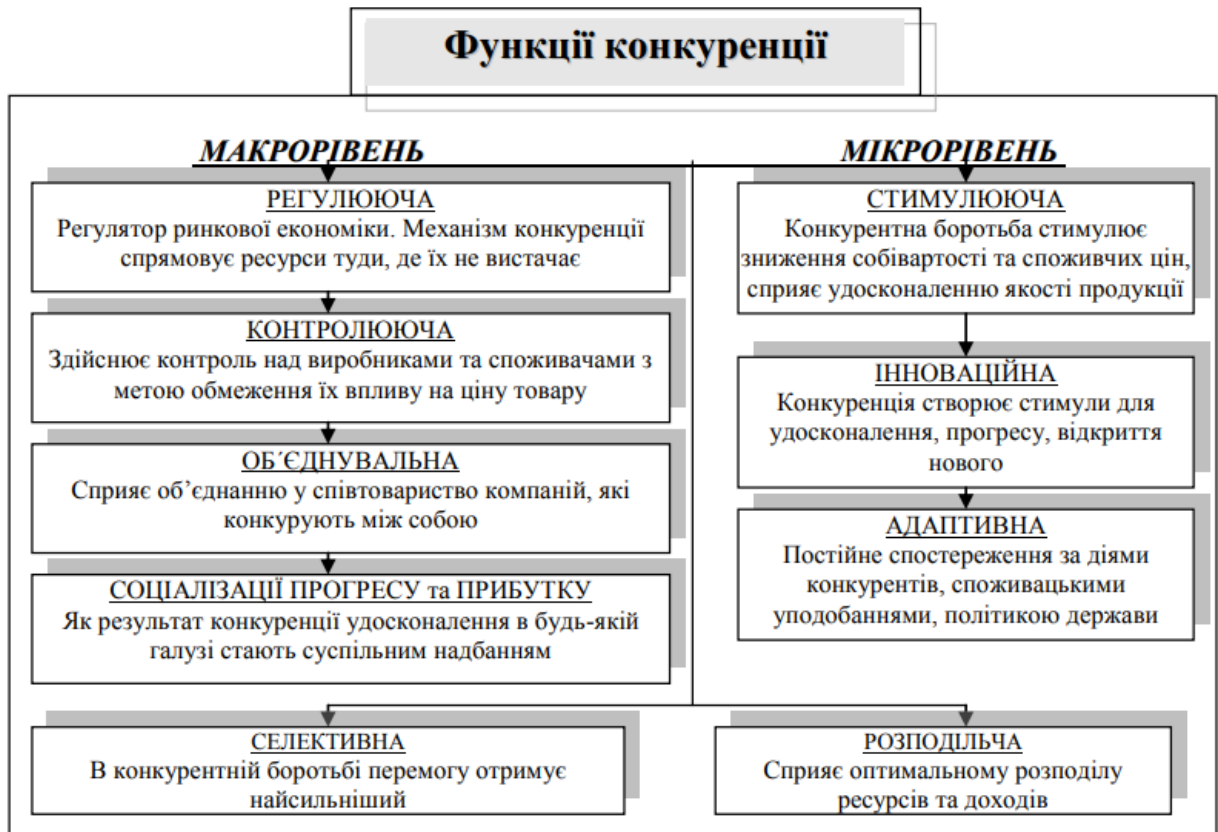 Функції конкуренції
МАКРОРІВЕНЬ
РЕГУЛЮЮЧА
Регулятор ринкової економіки. Механізм конкуренції
спрямовує ресурси туди, де їх не вистачає
КОНТРОЛЮЮЧА
Здійснює контроль над виробниками та споживачами з
метою обмеження їх впливу на ціну товару
ОБ´ЄДНУВАЛЬНА
Сприяє об’єднанню у співтовариство компаній, які
конкурують між собою
СОЦІАЛІЗАЦІЇ ПРОГРЕСУ та ПРИБУТКУ
Як результат конкуренції удосконалення в будь-якій
галузі стають суспільним надбанням
МІКРОРІВЕНЬ
СТИМУЛЮЮЧА
Конкурентна боротьба стимулює
зниження собівартості та споживчих цін,
сприяє удосконаленню якості продукції
ІННОВАЦІЙНА
Конкуренція створює стимули для
удосконалення, прогресу, відкриття
нового
АДАПТИВНА
Постійне спостереження за діями
конкурентів, споживацькими
уподобаннями, політикою держави
СЕЛЕКТИВНА
В конкурентній боротьбі перемогу отримує
найсильніший
РОЗПОДІЛЬЧА
Сприяє оптимальному розподілу
ресурсів та доходів